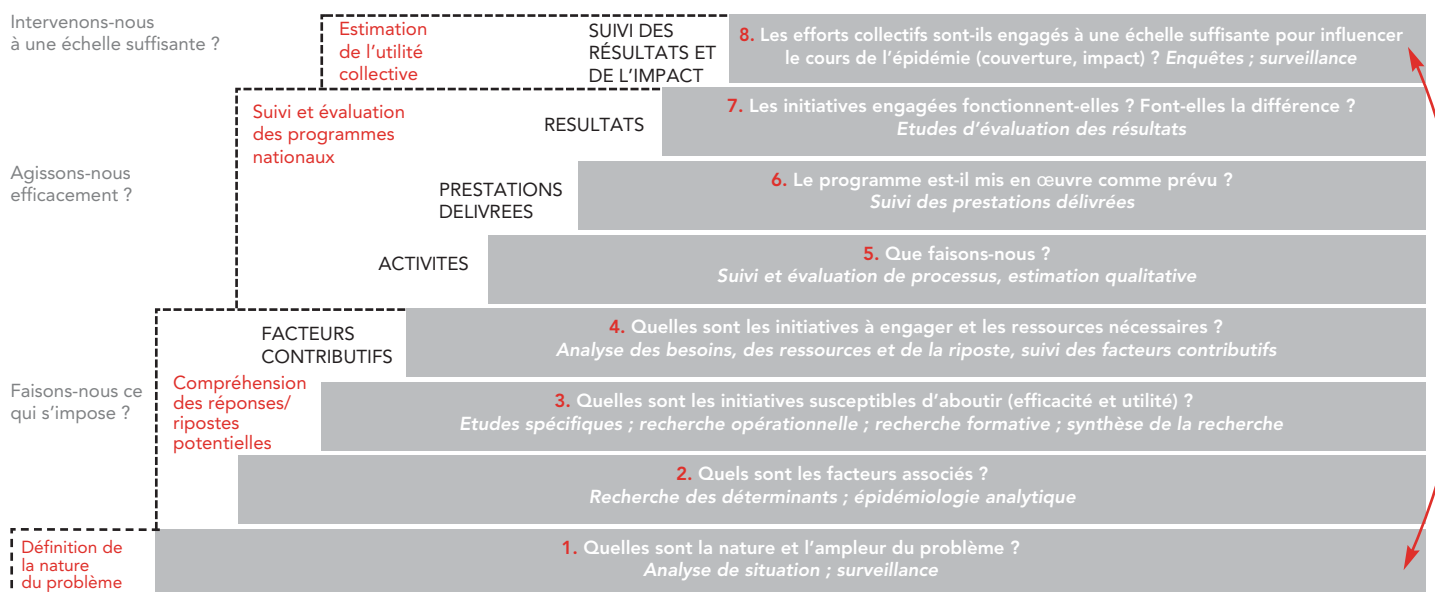 Intervenons-nous
à une échelle suffisante ?
Estimation
de l'utilité
collective
SUIVI DES
RÉSULTATS ET
DE L'IMPACT
8. Les efforts collectifs sont-ils engagés à une échelle suffisante pour influencer
le cours de l'épidémie (couverture, impact) ? Enquêtes ; surveillance
Suivi et évaluation
des programmes
nationaux
RESULTATS
7. Les initiatives engagées fonctionnent-elles ? Font-elles la différence ?
Etudes d'évaluation des résultats
Agissons-nous
efficacement ?
PRESTATIONS
DELIVREES
6. Le programme est-il mis en œuvre comme prévu ?
Suivi des prestations délivrées
ACTIVITES
5. Que faisons-nous ?
Suivi et évaluation de processus, estimation qualitative
FACTEURS
CONTRIBUTIFS
4. Quelles sont les initiatives à engager et les ressources nécessaires ?
Analyse des besoins, des ressources et de la riposte, suivi des facteurs contributifs
Faisons-nous ce
qui s'impose ?
Compréhension
des réponses/
ripostes
potentielles
3. Quelles sont les initiatives susceptibles d'aboutir (efficacité et utilité) ?
Etudes spécifiques ; recherche opérationnelle ; recherche formative ; synthèse de la recherche
2. Quels sont les facteurs associés ?
Recherche des déterminants ; épidémiologie analytique
Définition de
la nature
du problème
1. Quelles sont la nature et l'ampleur du problème ?
Analyse de situation ; surveillance